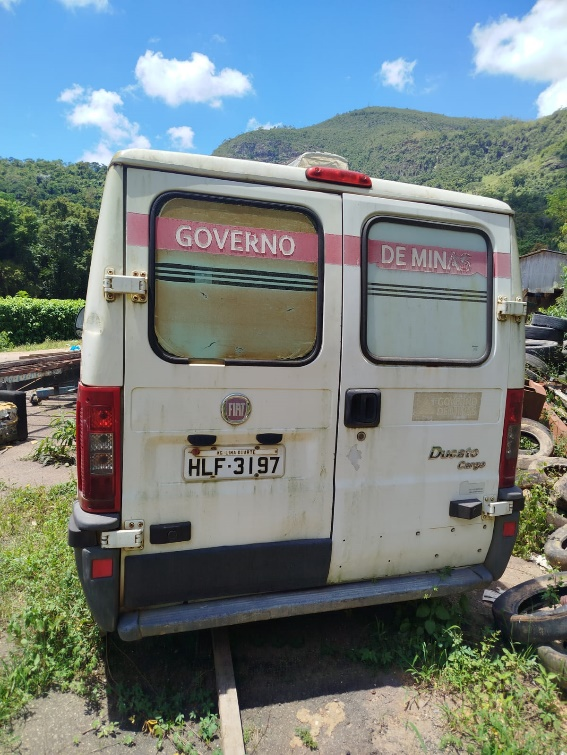 GOVERNO DE MINAS
FIAT
HLF-3197
Ducato
Cargo